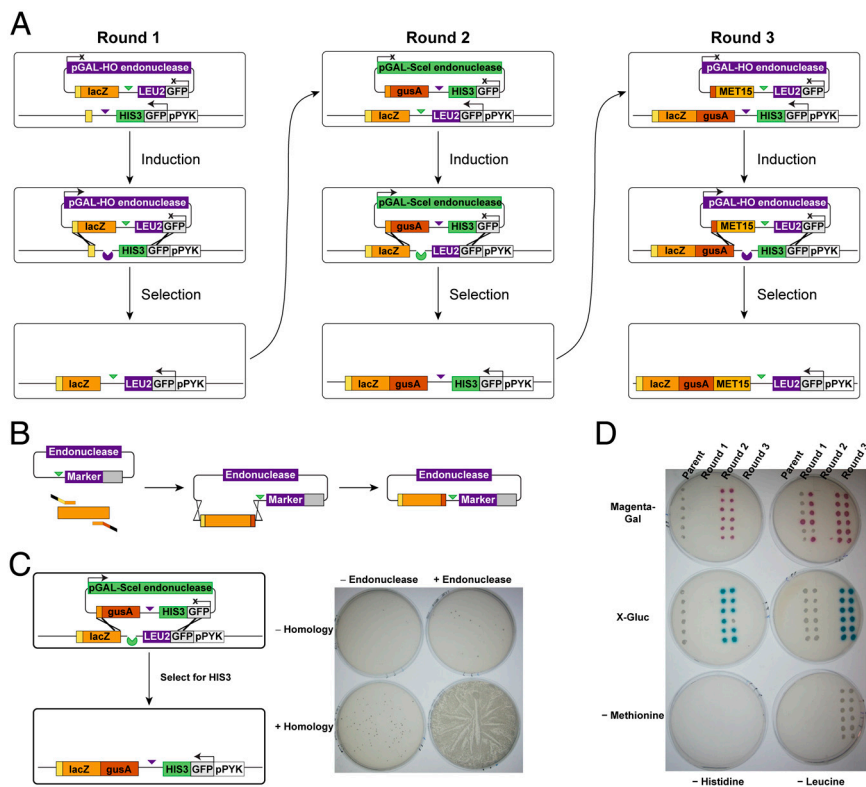 A
Round 1
Round 2
Round 3
pGAL-HO endonuclease
x
x
lacZ
LEU2
GFP
HIS3
GFP
pPYK
pGAL-SceI endonuclease
x
x
gusA
HIS3
GFP
lacZ
LEU2
GFP
pPYK
pGAL-HO endonuclease
x
x
MET15
LEU2
GFP
lacZ
gusA
HIS3
GFP
pPYK
Induction
Induction
Induction
pGAL-HO endonuclease
x
lacZ
LEU2
GFP
HIS3
GFP
pPYK
pGAL-SceI endonuclease
x
gusA
HIS3
GFP
lacZ
LEU2
GFP
pPYK
pGAL-HO endonuclease
x
MET15
LEU2
GFP
lacZ
gusA
HIS3
GFP
pPYK
Selection
Selection
Selection
lacZ
LEU2
GFP
pPYK
lacZ
gusA
HIS3
GFP
pPYK
lacZ
gusA
MET15
LEU2
GFP
pPYK
B
Endonuclease
Marker
Endonuclease
Marker
Endonuclease
Marker
C
pGAL-SceI endonuclease
x
gusA
HIS3
GFP
lacZ
LEU2
GFP
pPYK
Select for HIS3
lacZ
gusA
HIS3
GFP
pPYK
– Endonuclease
+ Endonuclease
– Homology
+ Homology
D
Parent
Round 1
Round 2
Round 3
Parent
Round 1
Round 2
Round 3
Magenta-
Gal
X-Gluc
– Methionine
– Histidine
– Leucine